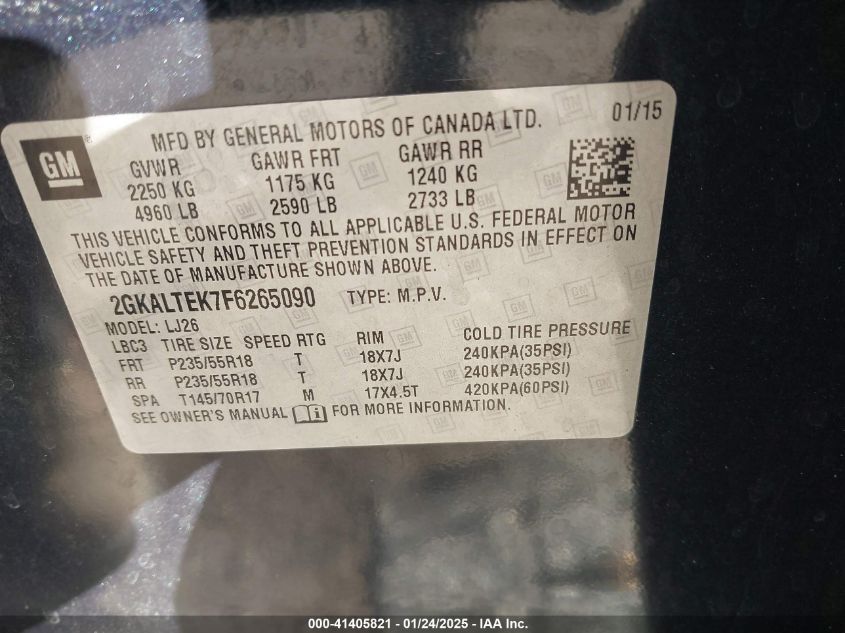 GM
MFD BY GENERAL MOTORS OF CANADA LTD. 01/15
GVWR GAWR FRT GAWR RR
2250 KG 1175 KG 1240 KG
4960 LB 2590 LB 2733 LB
THIS VEHICLE CONFORMS TO ALL APPLICABLE U.S. FEDERAL MOTOR
VEHICLE SAFETY AND THEFT PREVENTION STANDARDS IN EFFECT ON
THE DATE OF MANUFACTURE SHOWN ABOVE.
2GKALTEK7F6265090 TYPE: M.P.V.
MODEL: LJ26
LBC3 TIRE SIZE SPEED RTG RIM COLD TIRE PRESSURE
FRT P235/55R18 T 18X7J 240KPA(35PSI)
RR P235/55R18 T 18X7J 240KPA(35PSI)
SPA T145/70R17 M 17X4.5T 420KPA(60PSI)
SEE OWNER'S MANUAL FOR MORE INFORMATION.
000-41405821 - 01/24/2025 - IAA Inc.